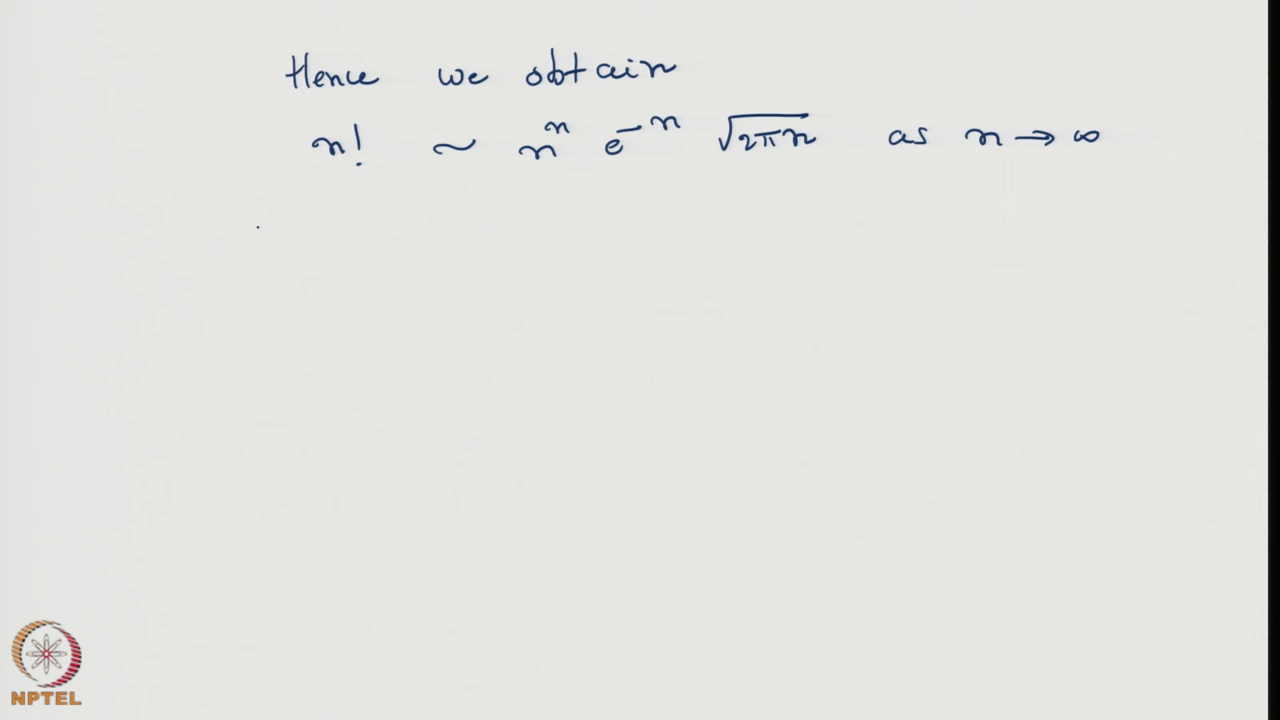 Hence we obtain
n! ~ n^n e^{-n} √(2πn) as n → ∞
NPTEL